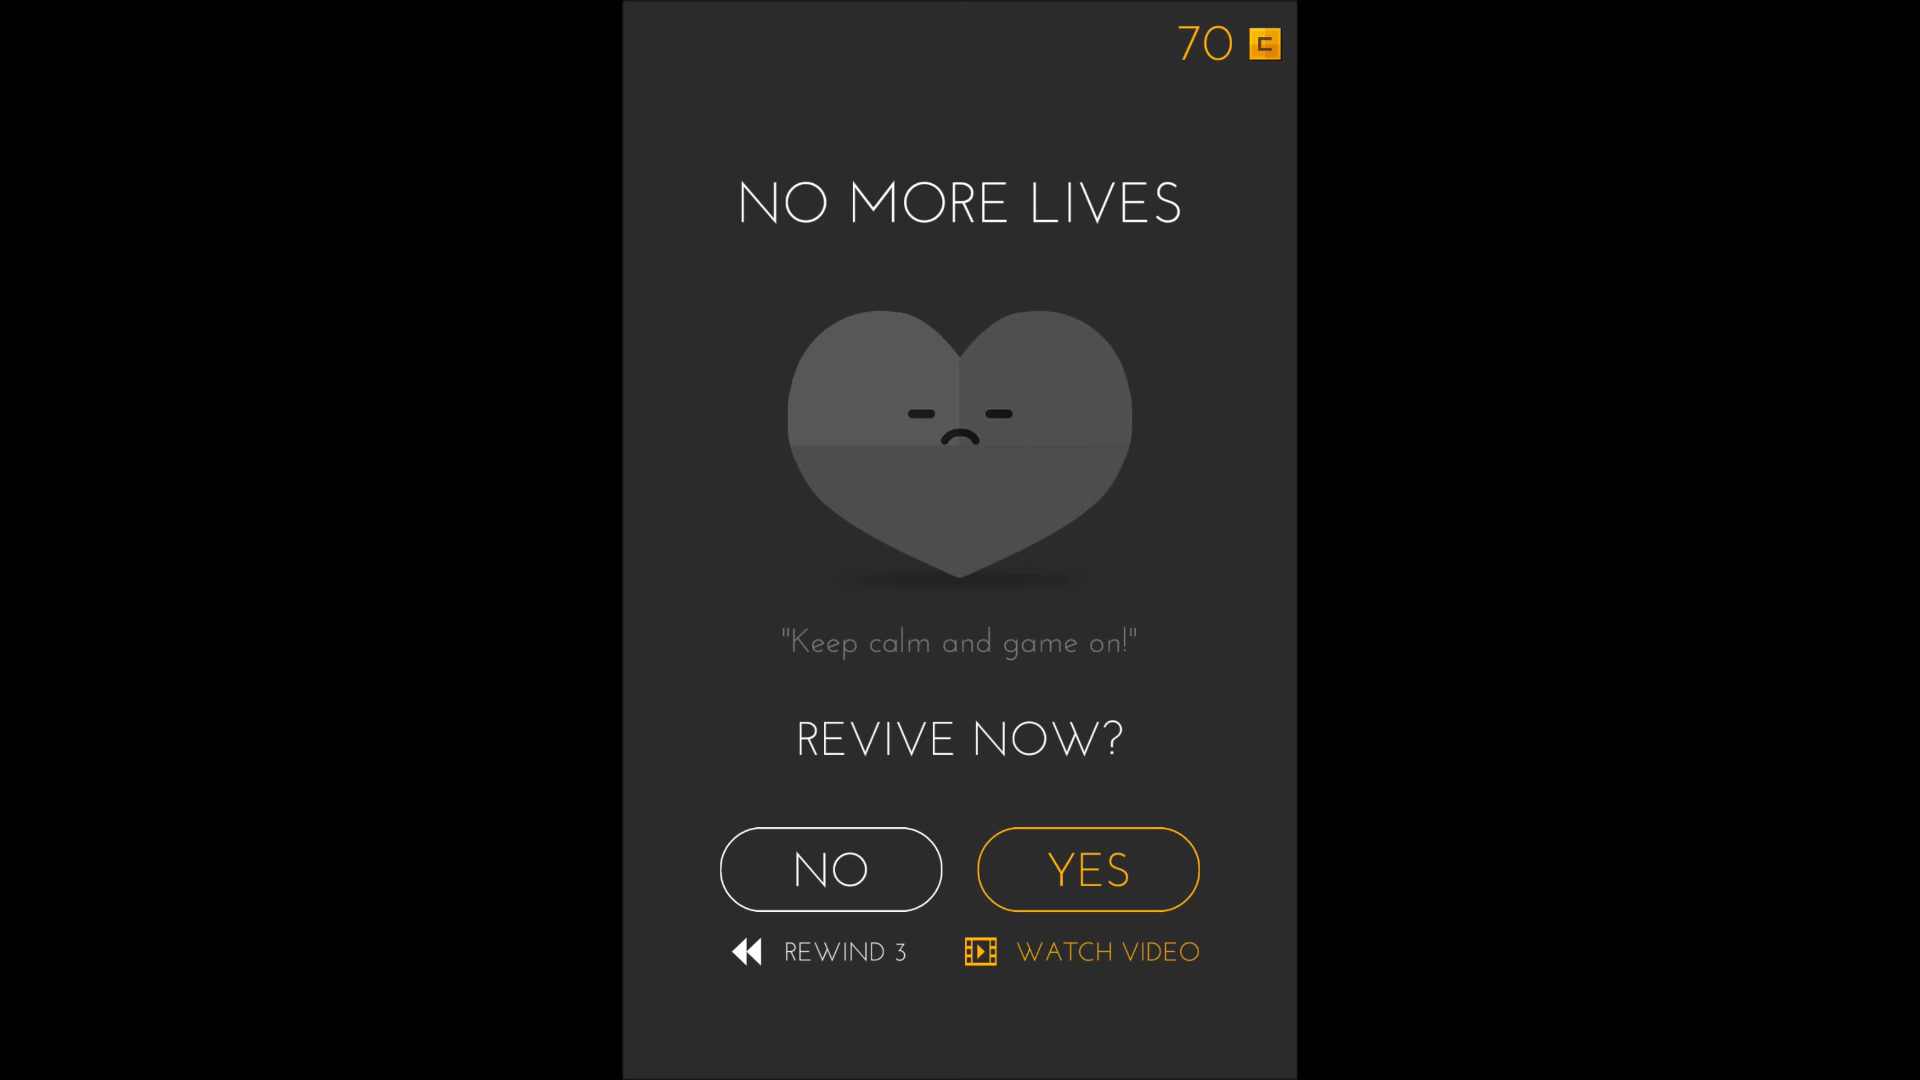 70
NO MORE LIVES
"Keep calm and game on!"
REVIVE NOW?
NO
YES
REWIND 3
WATCH VIDEO